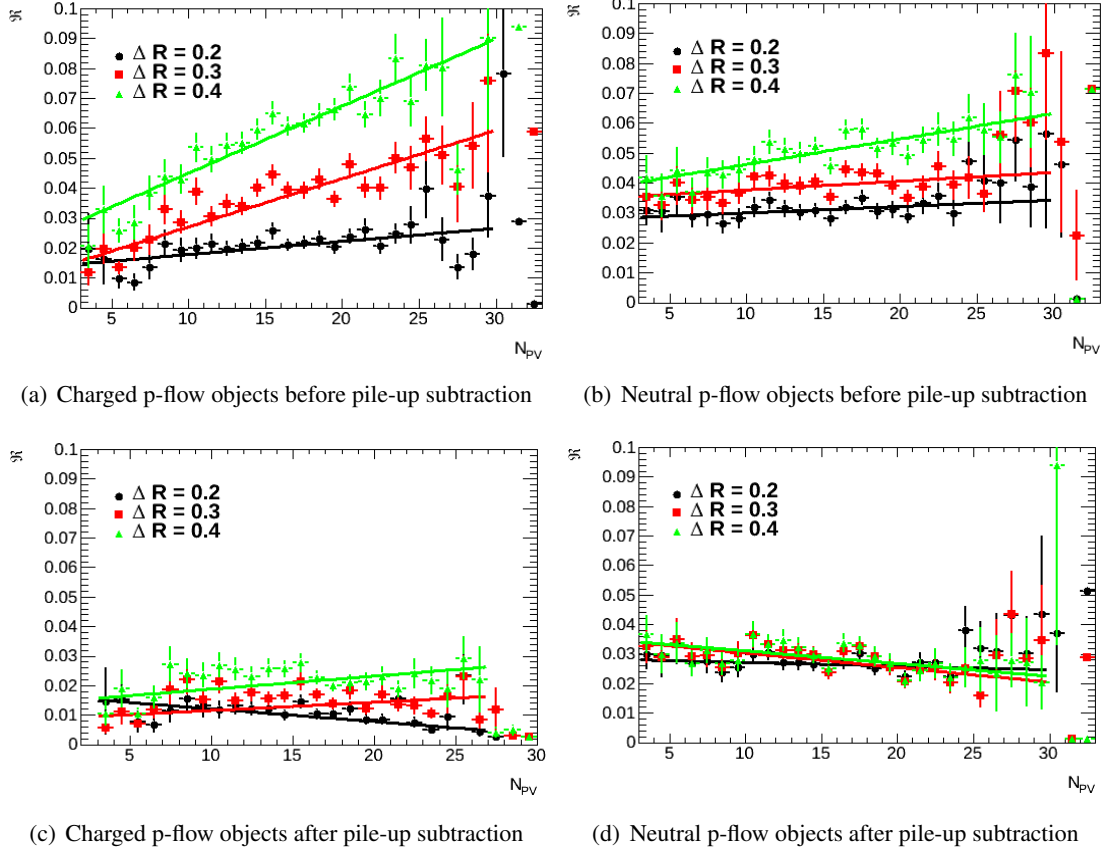 ℜ 0.1 ℜ 0.1
0.09 0.09
0.08 Δ R = 0.2 0.08 Δ R = 0.2
0.07 Δ R = 0.3 0.07 Δ R = 0.3
Δ R = 0.4 Δ R = 0.4
0.06 0.06
0.05 0.05
0.04 0.04
0.03 0.03
0.02 0.02
0.01 0.01
0 0
5 10 15 20 25 30 5 10 15 20 25 30
N_PV N_PV
(a) Charged p-flow objects before pile-up subtraction (b) Neutral p-flow objects before pile-up subtraction
ℜ 0.1 ℜ 0.1
0.09 0.09
0.08 Δ R = 0.2 0.08 Δ R = 0.2
0.07 Δ R = 0.3 0.07 Δ R = 0.3
Δ R = 0.4 Δ R = 0.4
0.06 0.06
0.05 0.05
0.04 0.04
0.03 0.03
0.02 0.02
0.01 0.01
0 0
5 10 15 20 25 30 5 10 15 20 25 30
N_PV N_PV
(c) Charged p-flow objects after pile-up subtraction (d) Neutral p-flow objects after pile-up subtraction